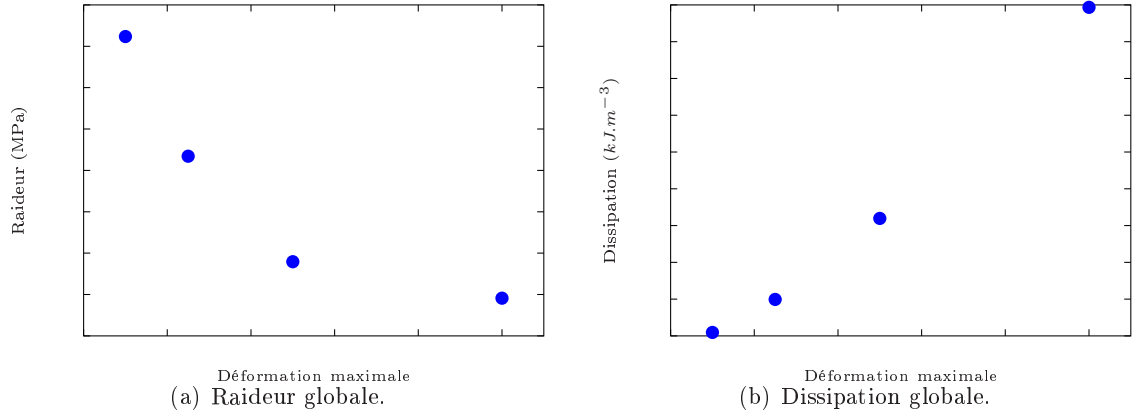 Raideur (MPa)
Déformation maximale
(a) Raideur globale.
Dissipation (kJ.m⁻³)
Déformation maximale
(b) Dissipation globale.